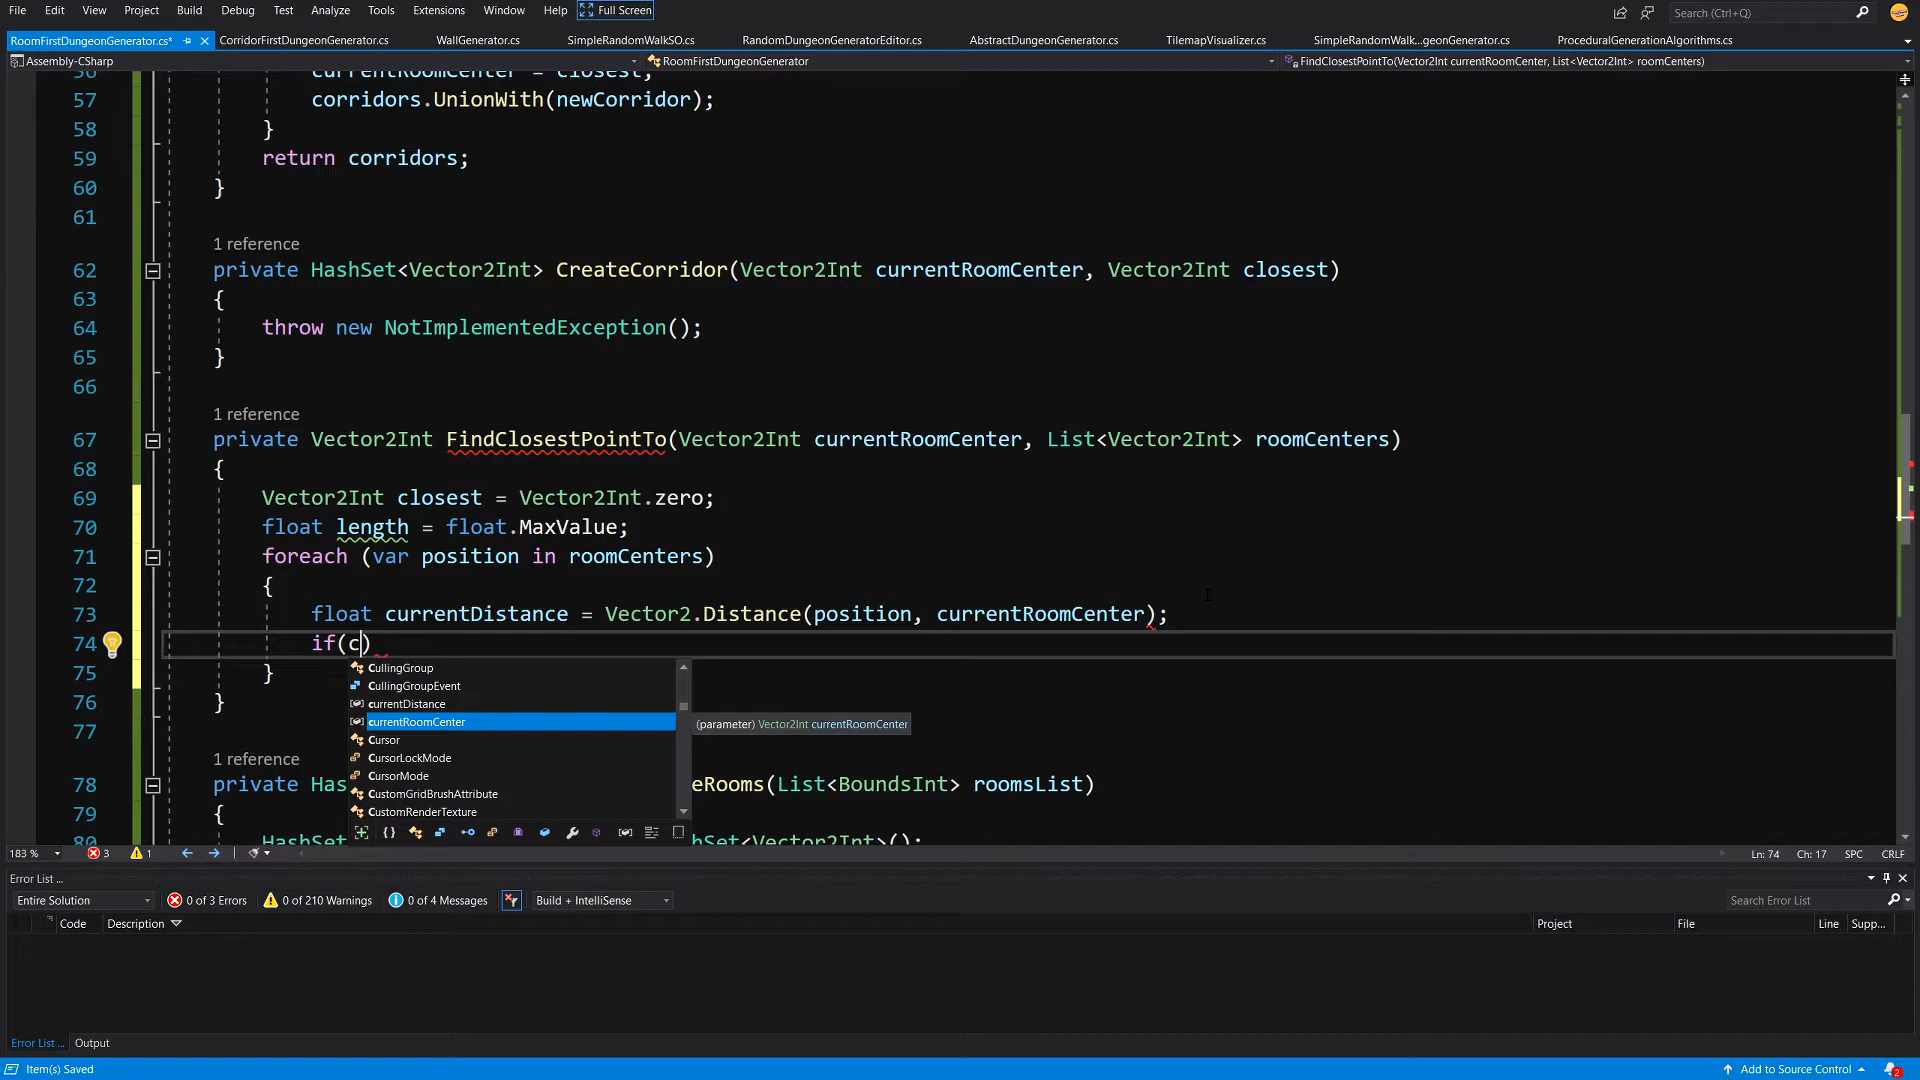 File Edit View Project Build Debug Test Analyze Tools Extensions Window Help Full Screen Search (Ctrl+Q)
RoomFirstDungeonGenerator.cs* CorridorFirstDungeonGenerator.cs WallGenerator.cs SimpleRandomWalkSO.cs RandomDungeonGeneratorEditor.cs AbstractDungeonGenerator.cs TilemapVisualizer.cs SimpleRandomWalk...geonGenerator.cs ProceduralGenerationAlgorithms.cs
Assembly-CSharp RoomFirstDungeonGenerator FindClosestPointTo(Vector2Int currentRoomCenter, List<Vector2Int> roomCenters)
56 currentRoomCenter = closest;
57 corridors.UnionWith(newCorridor);
58 }
59 return corridors;
60 }
61
1 reference
62 private HashSet<Vector2Int> CreateCorridor(Vector2Int currentRoomCenter, Vector2Int closest)
63 {
64 throw new NotImplementedException();
65 }
66
1 reference
67 private Vector2Int FindClosestPointTo(Vector2Int currentRoomCenter, List<Vector2Int> roomCenters)
68 {
69 Vector2Int closest = Vector2Int.zero;
70 float length = float.MaxValue;
71 foreach (var position in roomCenters)
72 {
73 float currentDistance = Vector2.Distance(position, currentRoomCenter);
74 if(c)
CullingGroup
75 }
CullingGroupEvent
76 }
currentDistance
currentRoomCenter (parameter) Vector2Int currentRoomCenter
77
Cursor
1 reference
CursorLockMode
CursorMode
78 private Has eRooms(List<BoundsInt> roomsList)
CustomGridBrushAttribute
79 {
CustomRenderTexture
80 HashSet hSet<Vector2Int>();
183 % 3 1 Ln: 74 Ch: 17 SPC CRLF
Error List ...
Entire Solution 0 of 3 Errors 0 of 210 Warnings 0 of 4 Messages Build + IntelliSense Search Error List
Code Description Project File Line Supp...
Error List ... Output
Item(s) Saved Add to Source Control 2